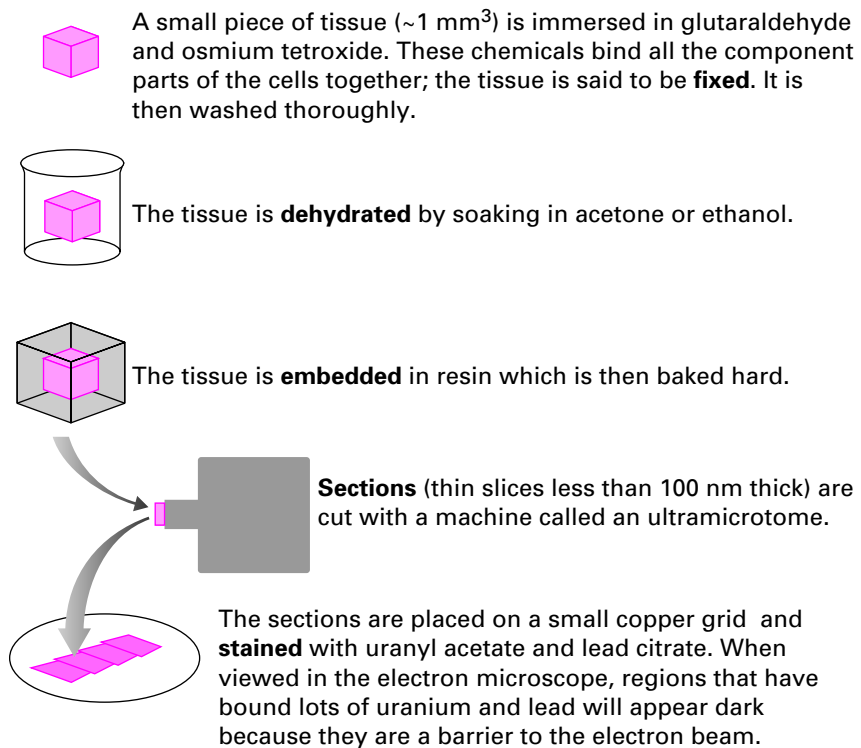 A small piece of tissue (~1 mm3) is immersed in glutaraldehyde
and osmium tetroxide. These chemicals bind all the component
parts of the cells together; the tissue is said to be fixed. It is
then washed thoroughly.
The tissue is dehydrated by soaking in acetone or ethanol.
The tissue is embedded in resin which is then baked hard.
Sections (thin slices less than 100 nm thick) are
cut with a machine called an ultramicrotome.
The sections are placed on a small copper grid and
stained with uranyl acetate and lead citrate. When
viewed in the electron microscope, regions that have
bound lots of uranium and lead will appear dark
because they are a barrier to the electron beam.